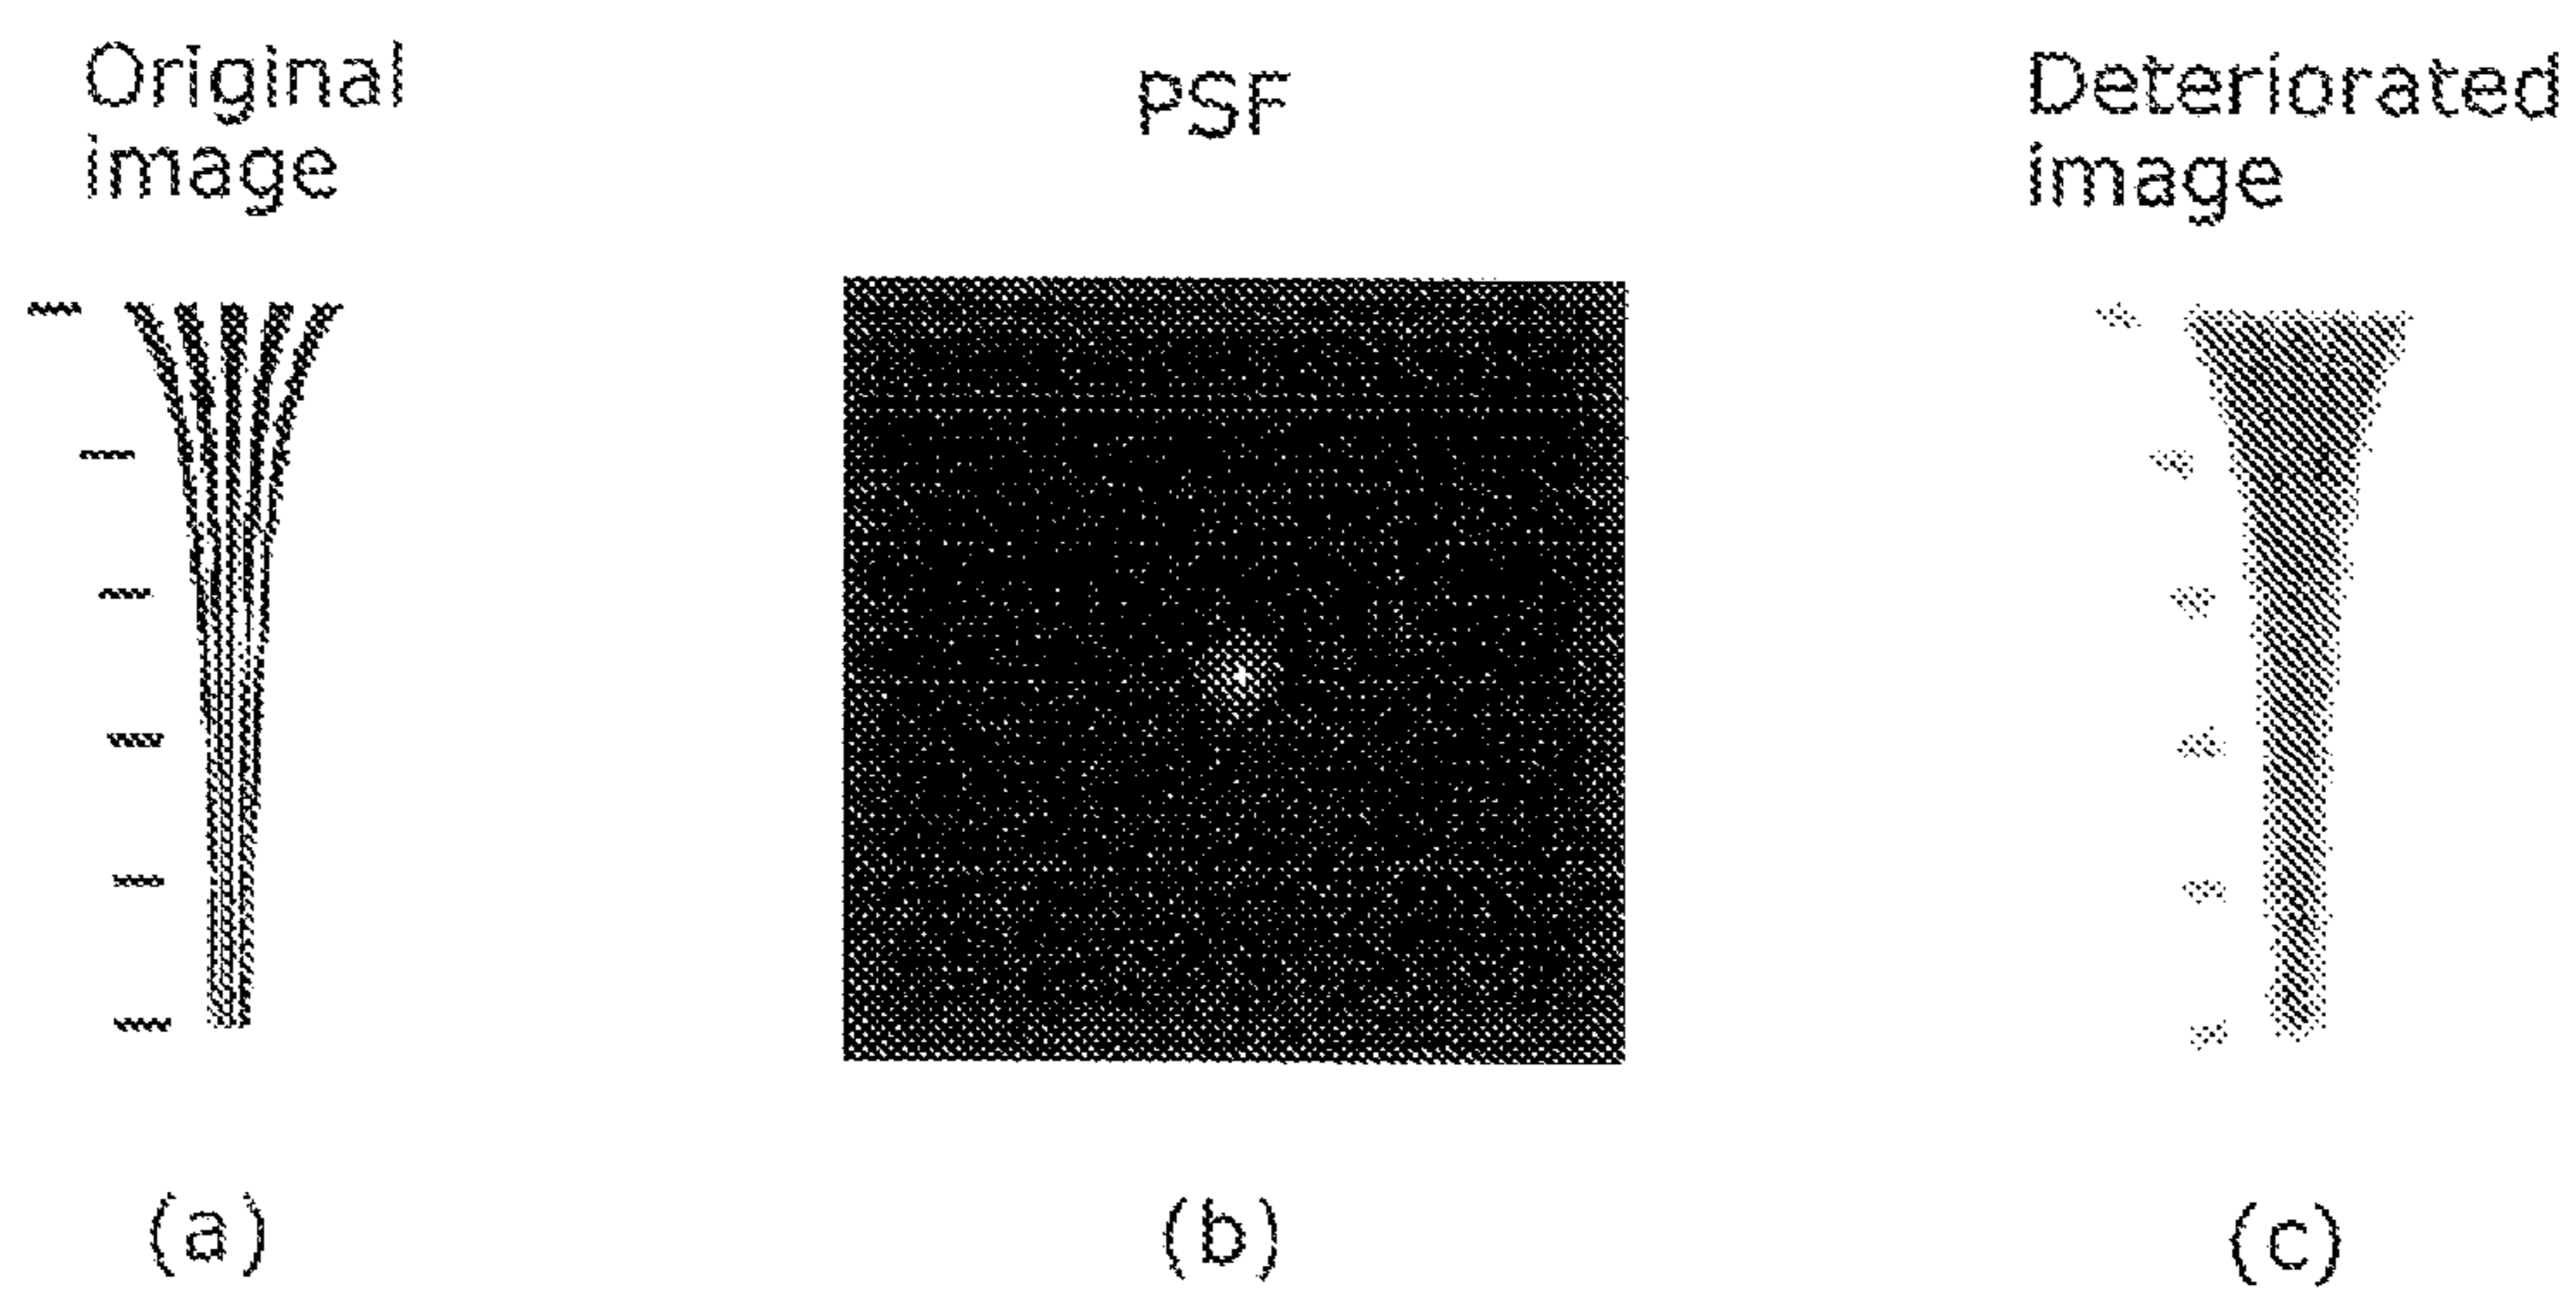 Original
image
PSF
Deteriorated
image
(a)
(b)
(c)